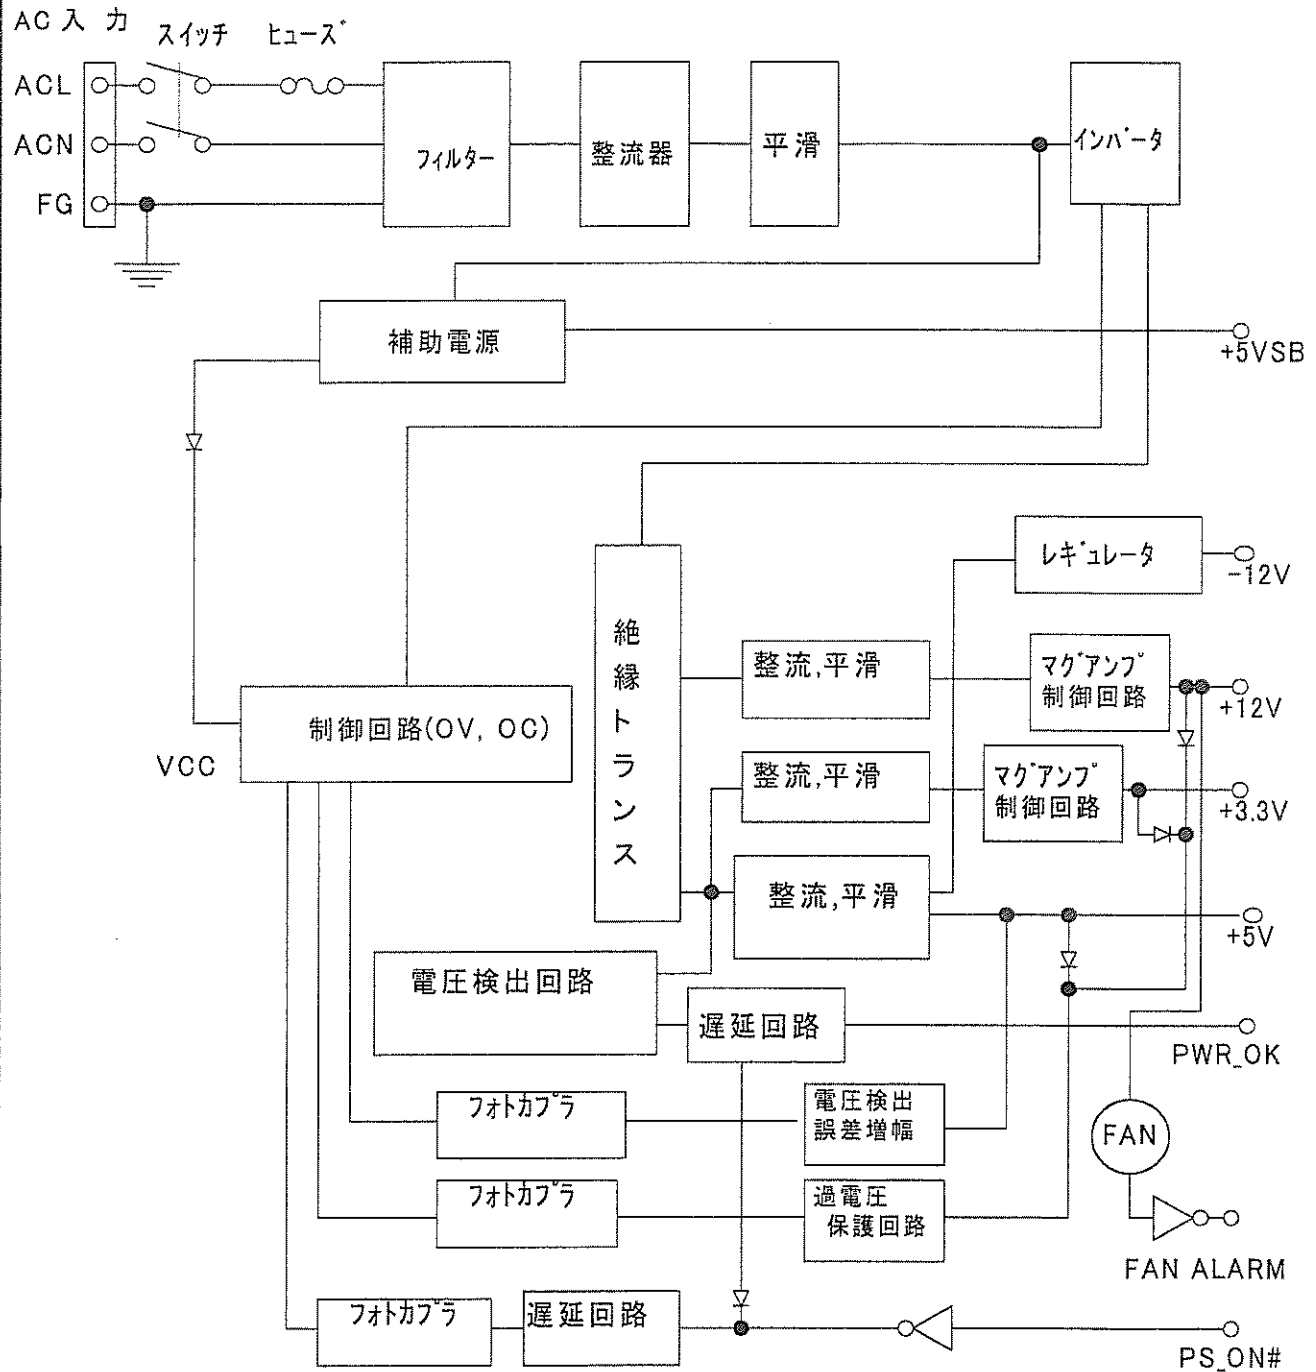 AC入力
スイッチ
ヒューズ
ACL
ACN
FG
フィルター
整流器
平滑
インバータ
補助電源
+5VSB
レギュレータ
-12V
絶縁トランス
整流,平滑
マグアンプ
制御回路
+12V
制御回路(OV, OC)
VCC
整流,平滑
マグアンプ
制御回路
+3.3V
整流,平滑
+5V
電圧検出回路
遅延回路
PWR_OK
フォトカプラ
電圧検出
誤差増幅
FAN
フォトカプラ
過電圧
保護回路
FAN ALARM
フォトカプラ
遅延回路
PS_ON#